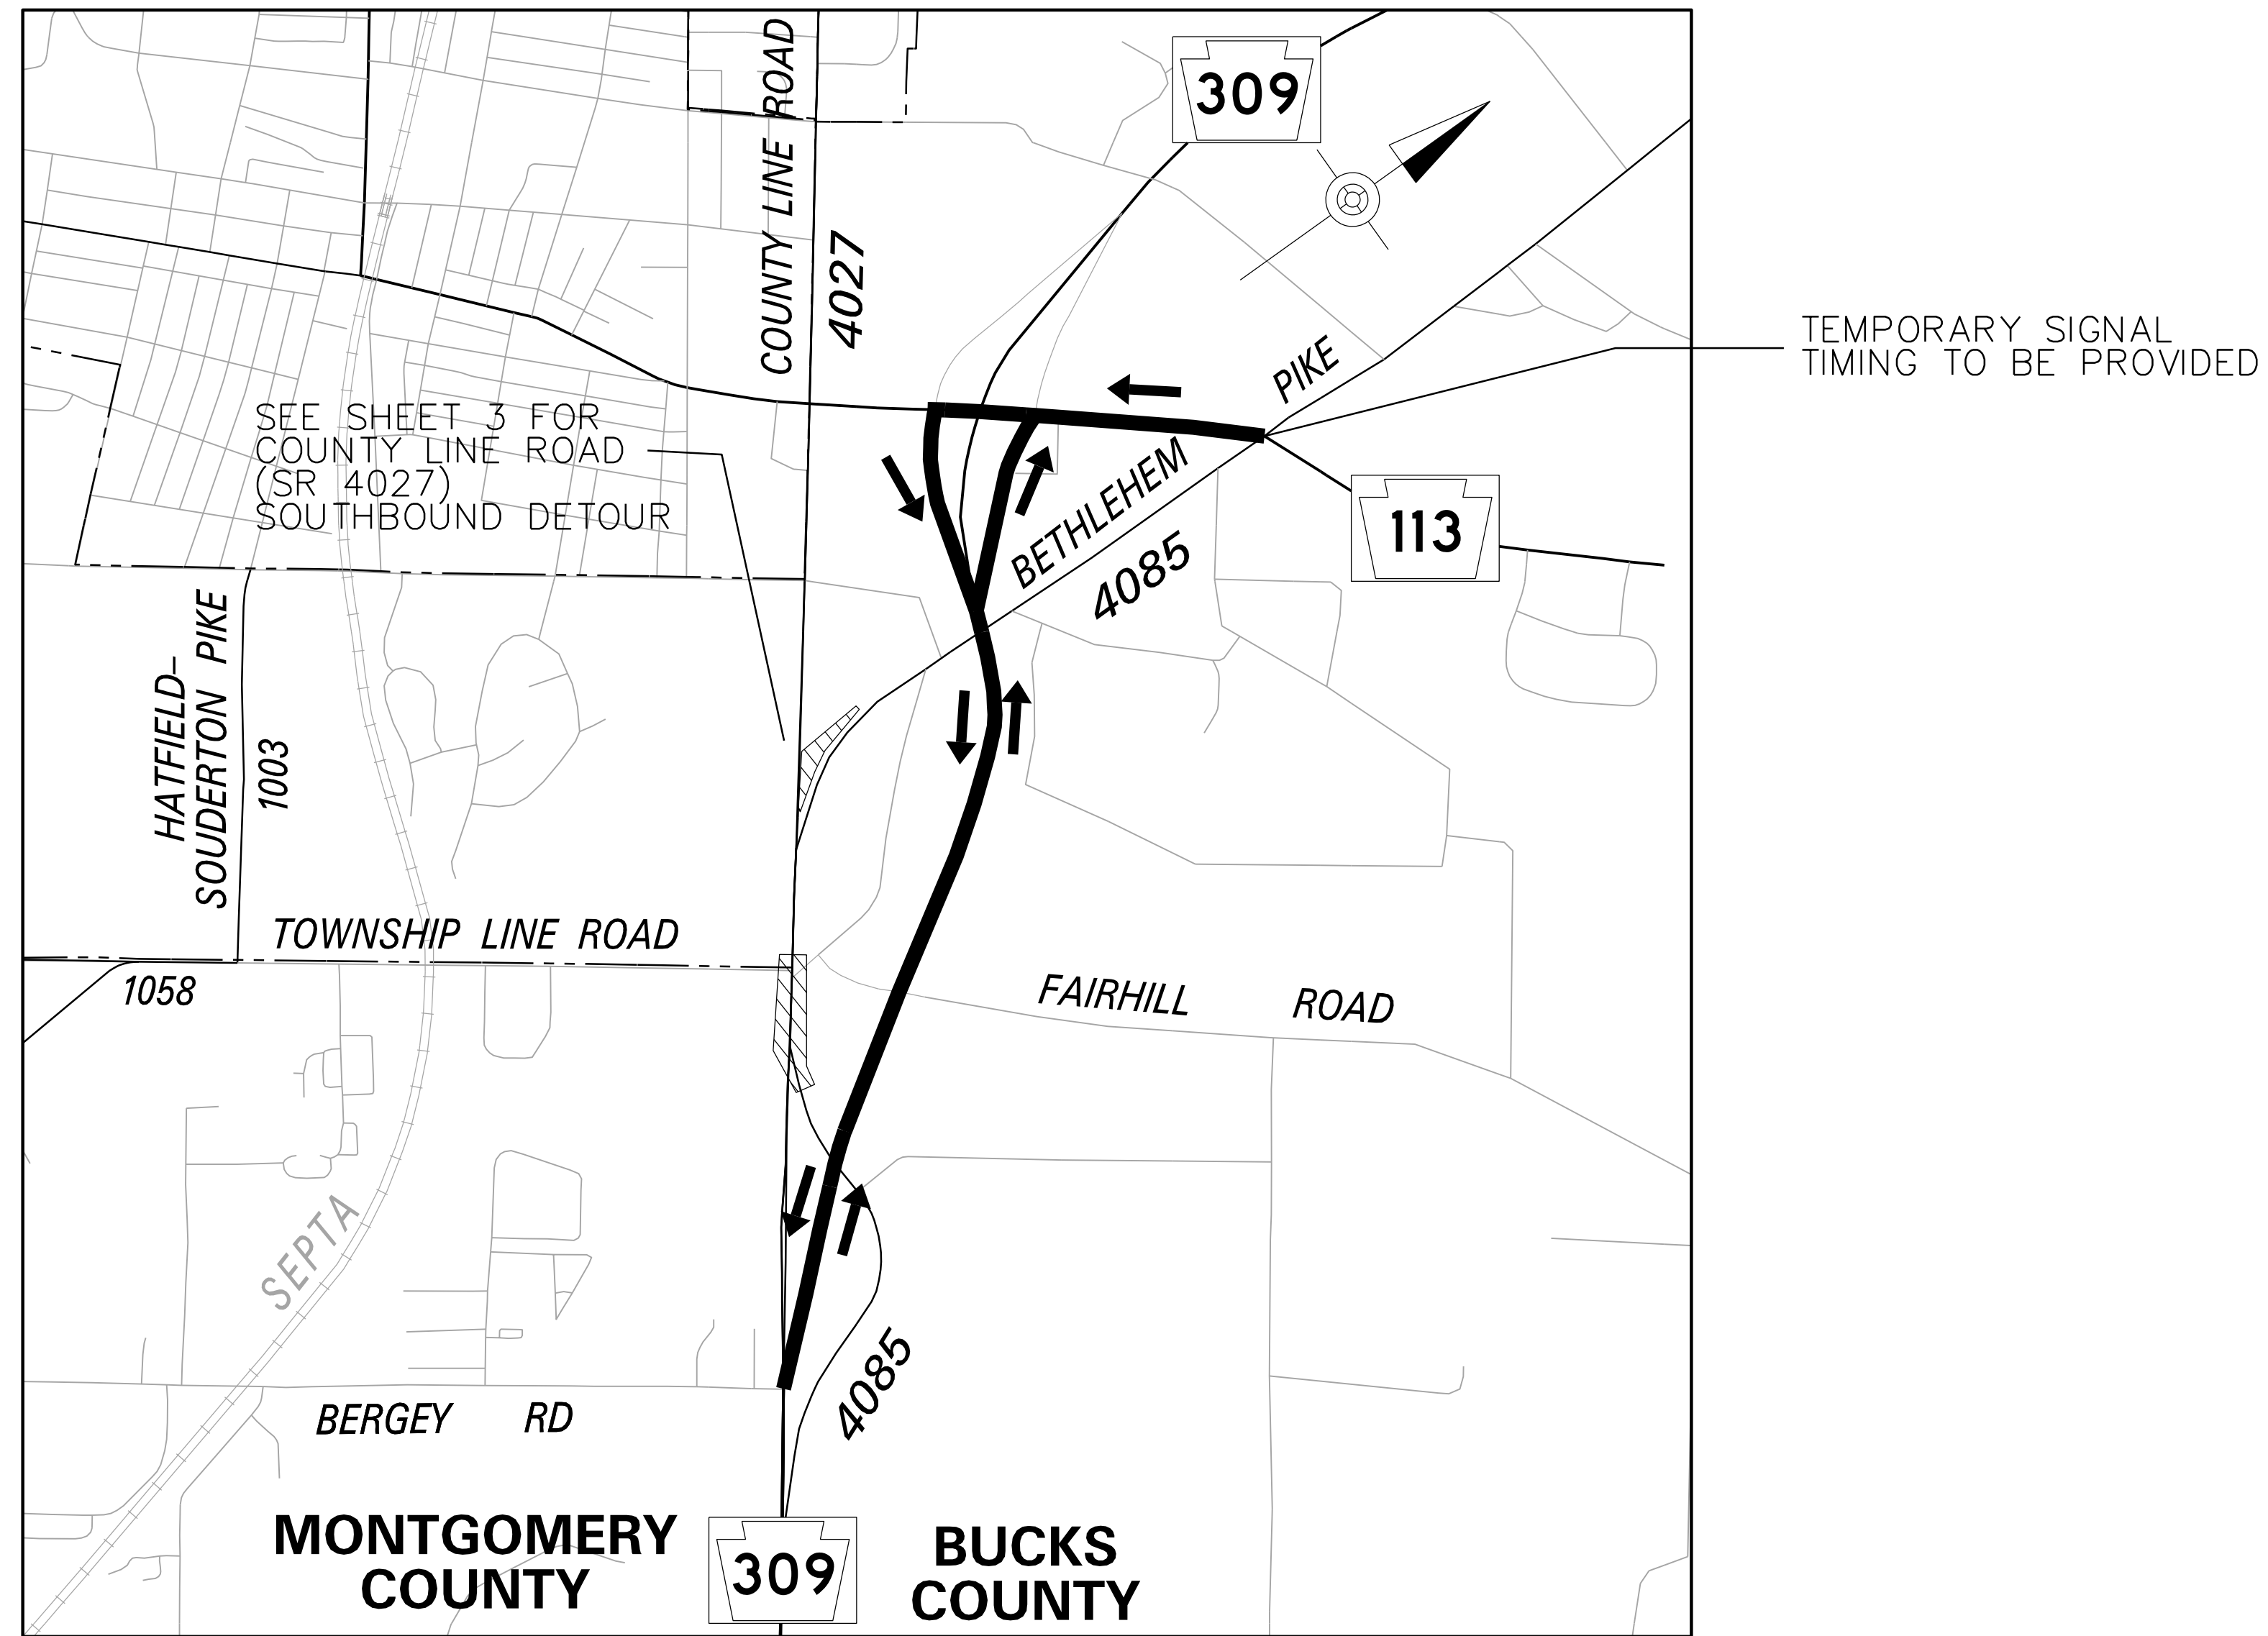 COUNTY LINE ROAD
4027
309
TEMPORARY SIGNAL
TIMING TO BE PROVIDED
BETHLEHEM PIKE
4085
113
SEE SHEET 3 FOR
COUNTY LINE ROAD
(SR 4027)
SOUTHBOUND DETOUR
HATFIELD-
SOUDERTON PIKE
1003
TOWNSHIP LINE ROAD
1058
FAIRHILL ROAD
SEPTA
4085
BERGEY RD
MONTGOMERY
COUNTY
309
BUCKS
COUNTY